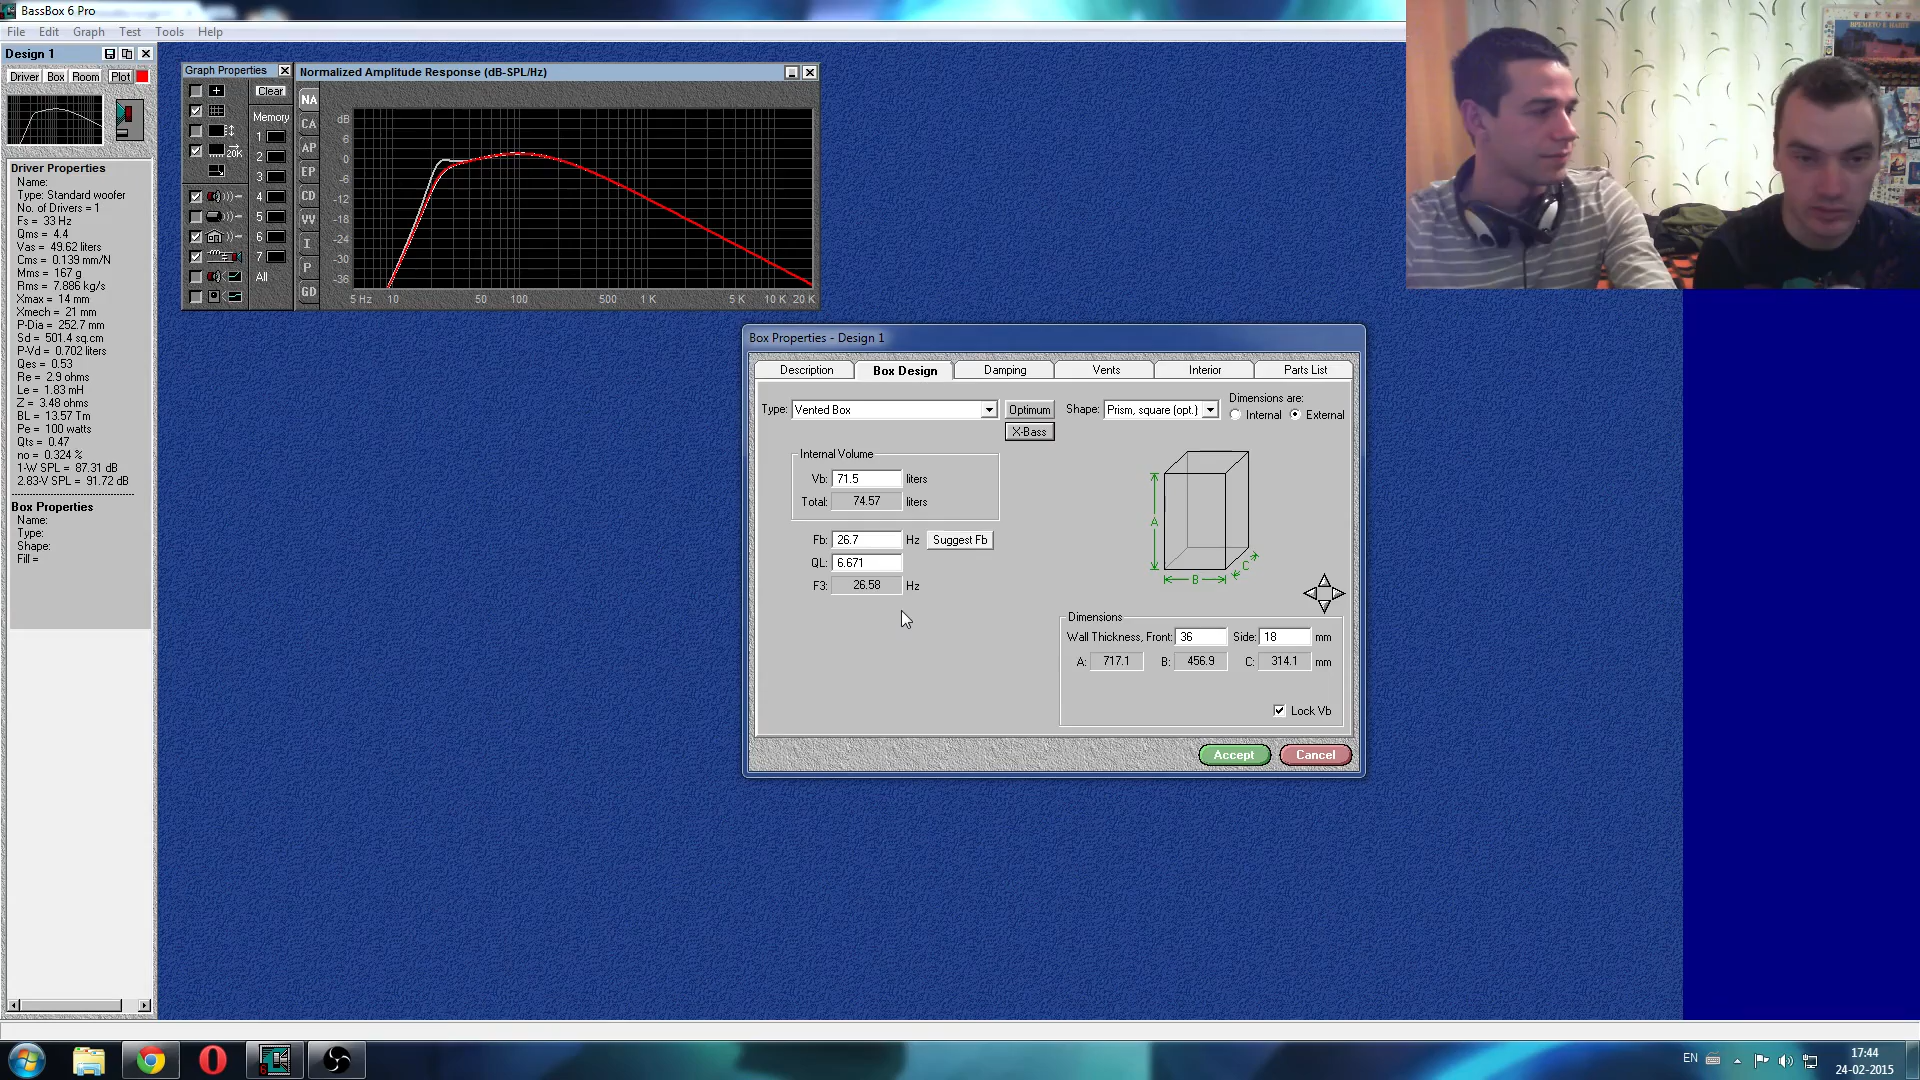 BassBox 6 Pro
File Edit Graph Test Tools Help
Design 1
Driver Box Room Plot
Driver Properties
Name:
Type: Standard woofer
No. of Drivers = 1
Fs = 33 Hz
Qms = 4.4
Vas = 49.62 liters
Cms = 0.139 mm/N
Mms = 167 g
Rms = 7.886 kg/s
Xmax = 14 mm
Xmech = 21 mm
P-Dia = 252.7 mm
Sd = 501.4 sq.cm
P-Vd = 0.702 liters
Qes = 0.53
Re = 2.9 ohms
Le = 1.83 mH
Z = 3.48 ohms
BL = 13.57 Tm
Pe = 100 watts
Qts = 0.47
no = 0.324 %
1-W SPL = 87.31 dB
2.83-V SPL = 91.72 dB
Box Properties
Name:
Type:
Shape:
Fill =
Graph Properties
Clear
Memory
1
2
3
4
5
6
7
All
20K
Normalized Amplitude Response (dB-SPL/Hz)
NA
CA
AP
EP
CD
VV
I
P
GD
dB
6
0
-6
-12
-18
-24
-30
-36
5 Hz 10 50 100 500 1 K 5 K 10 K 20 K
Box Properties - Design 1
Description Box Design Damping Vents Interior Parts List
Type: Vented Box Optimum
X-Bass
Shape: Prism, square (opt.)
Dimensions are:
Internal External
Internal Volume
Vb: 71.5 liters
Total: 74.57 liters
Fb: 26.7 Hz Suggest Fb
QL: 6.671
F3: 26.58 Hz
A
B
C
Dimensions
Wall Thickness, Front: 36 Side: 18 mm
A: 717.1 B: 456.9 C: 314.1 mm
Lock Vb
Accept Cancel
EN
17:44
24-02-2015